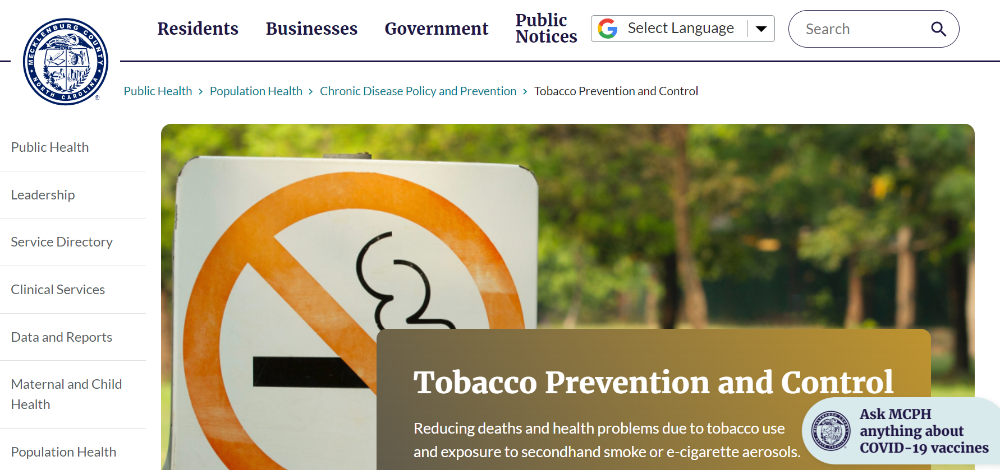 MECKLENBURG COUNTY
MAY 20, 1775
NORTH CAROLINA
®
Residents
Businesses
Government
Public
Notices
Select Language
Search
Public Health › Population Health › Chronic Disease Policy and Prevention › Tobacco Prevention and Control
Public Health
Leadership
Service Directory
Clinical Services
Data and Reports
Maternal and Child
Health
Population Health
Tobacco Prevention and Control
Reducing deaths and health problems due to tobacco use
and exposure to secondhand smoke or e-cigarette aerosols.
Ask MCPH
anything about
COVID-19 vaccines